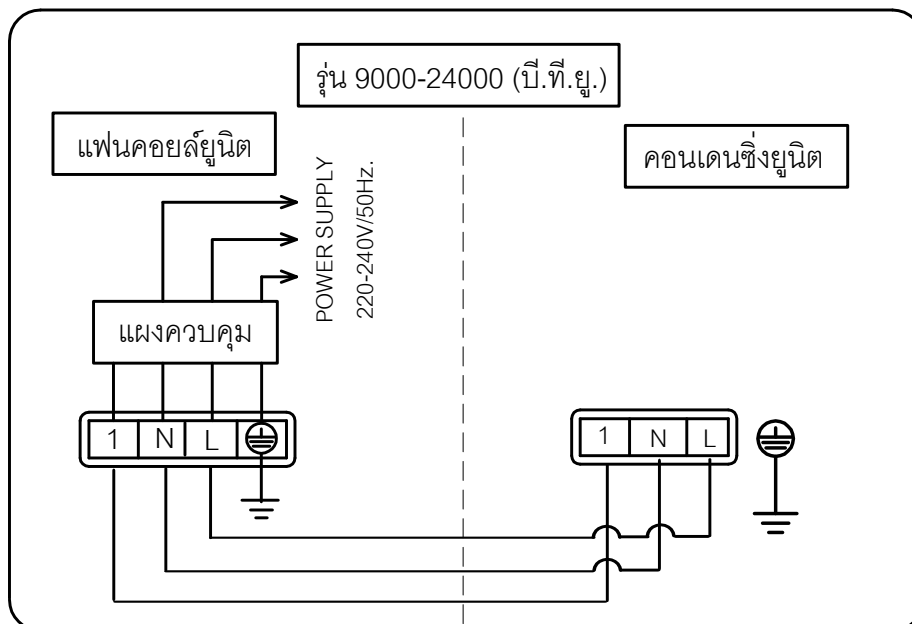 รุ่น 9000-24000 (บี.ที.ยู.)
แฟนคอยล์ยูนิต
คอนเดนซิ่งยูนิต
POWER SUPPLY
220-240V/50Hz.
แผงควบคุม
1 N L
1 N L